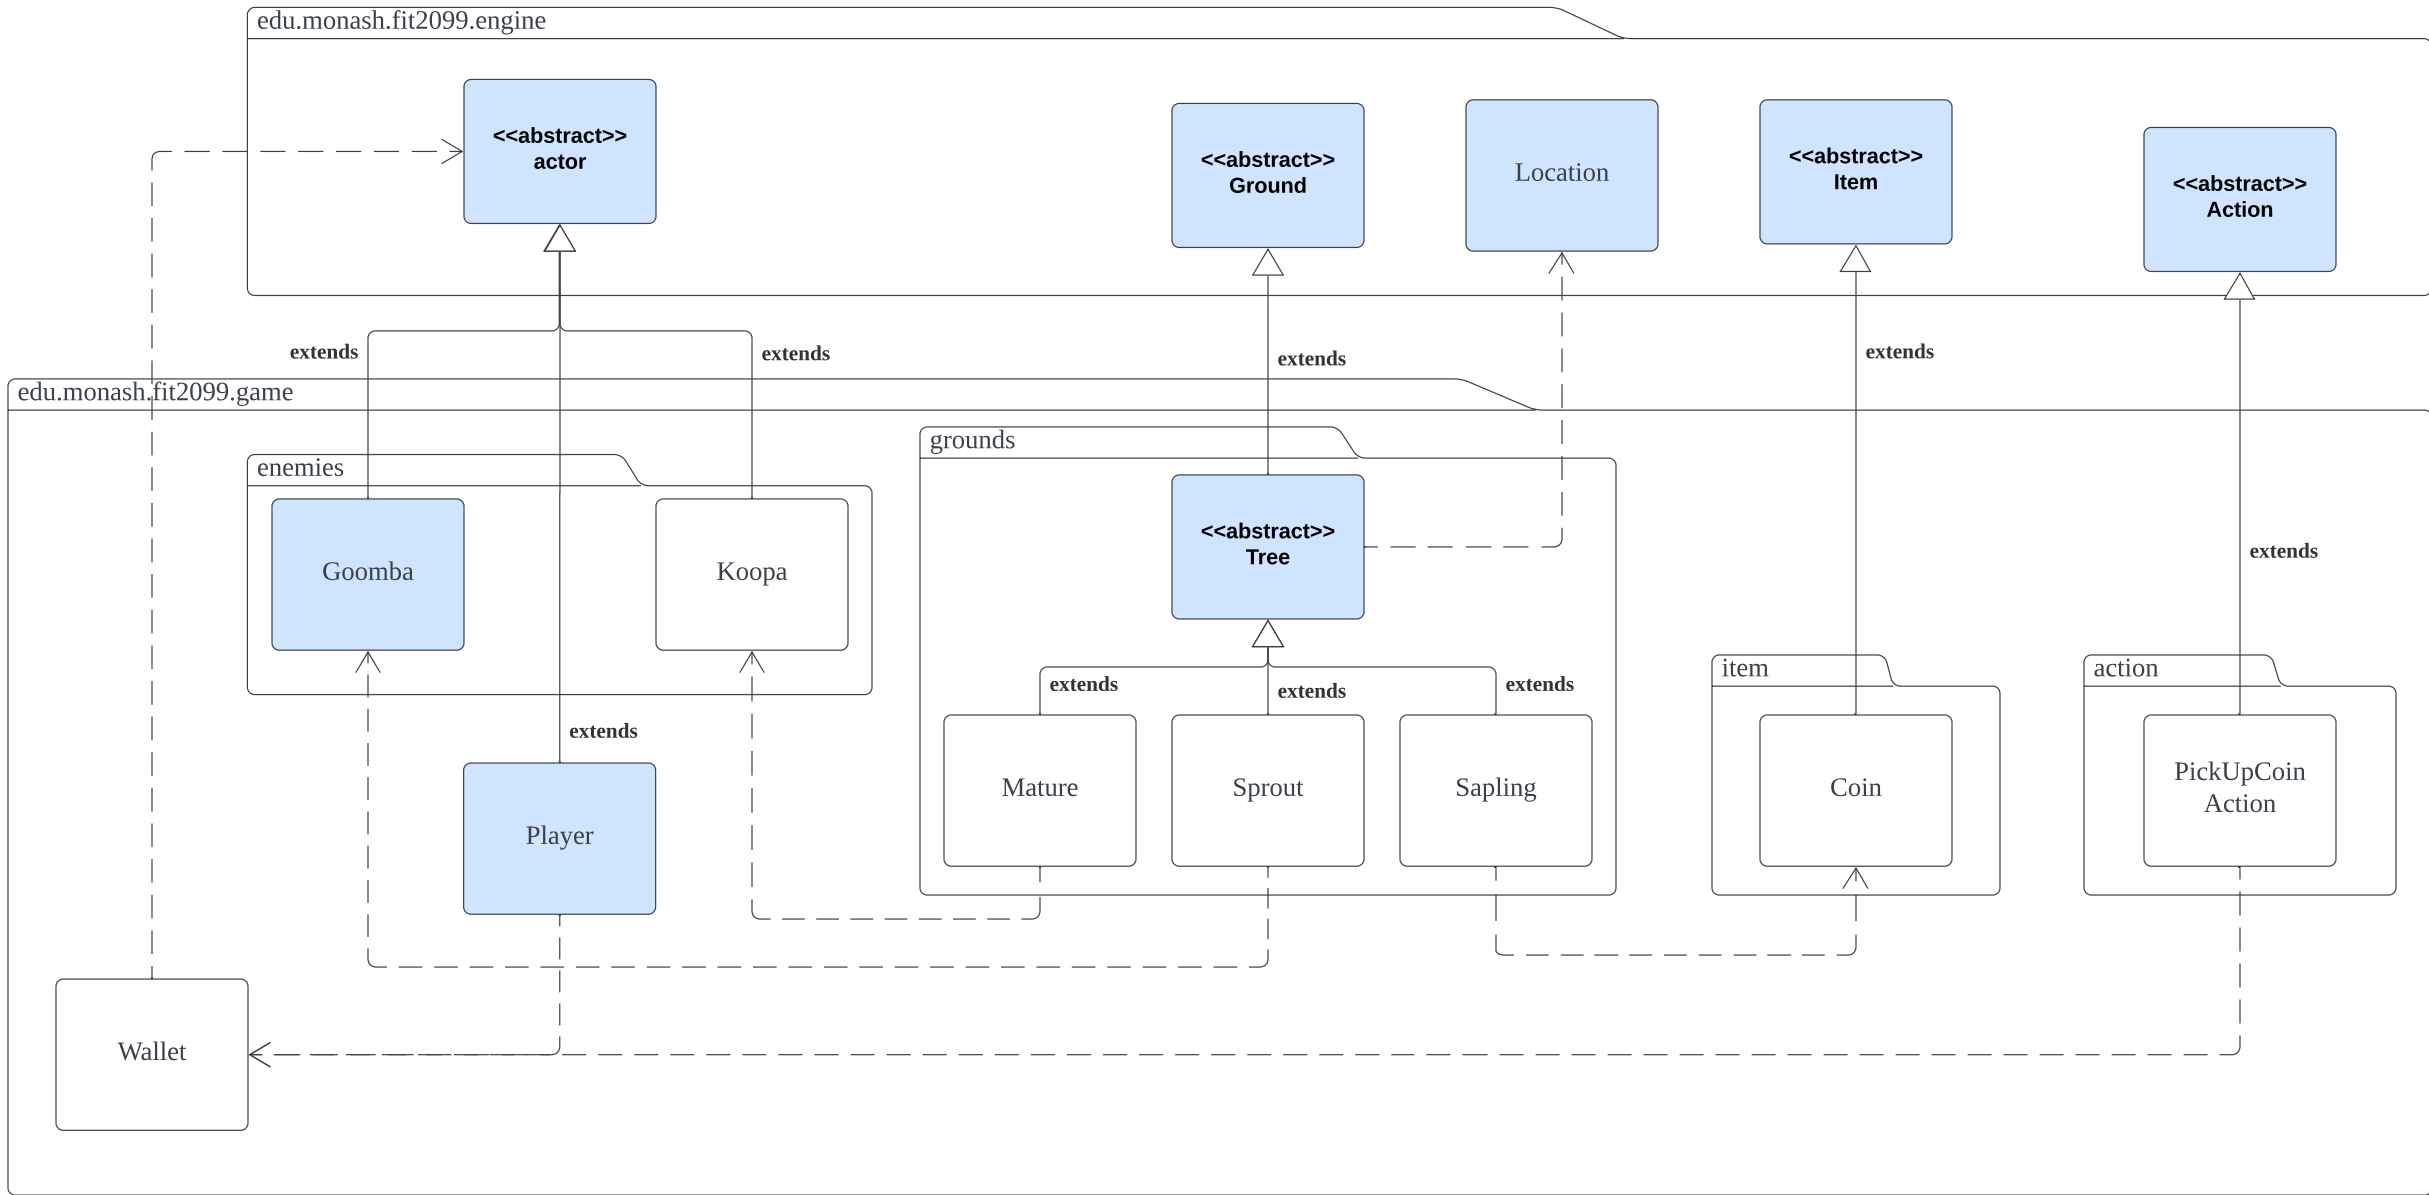 edu.monash.fit2099.engine
<<abstract>>
actor
<<abstract>>
Ground
Location
<<abstract>>
Item
<<abstract>>
Action
extends
extends
extends
extends
edu.monash.fit2099.game
grounds
enemies
<<abstract>>
Tree
extends
Goomba
Koopa
item
action
extends
extends
extends
extends
Player
Mature
Sprout
Sapling
Coin
PickUpCoin
Action
Wallet